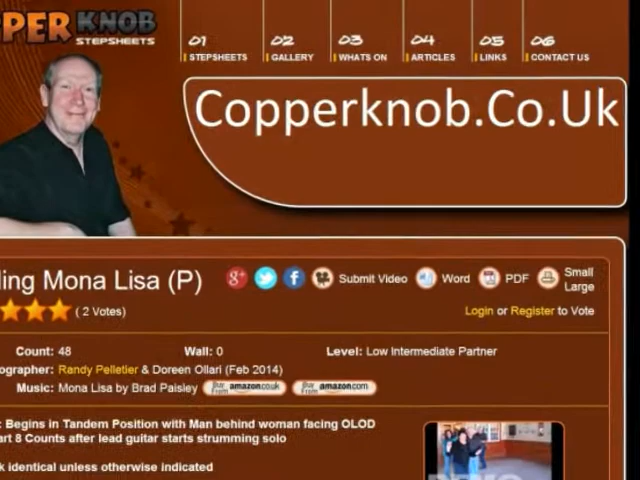 PER KNOB
STEPSHEETS
01 02 03 04 05 06
STEPSHEETS GALLERY WHATS ON ARTICLES LINKS CONTACT US
Copperknob.Co.Uk
ling Mona Lisa (P)
Submit Video Word PDF Small Large
( 2 Votes)
Login or Register to Vote
Count: 48 Wall: 0 Level: Low Intermediate Partner
ographer: Randy Pelletier & Doreen Ollari (Feb 2014)
Music: Mona Lisa by Brad Paisley Buy From amazon.co.uk Buy From amazon.com
: Begins in Tandem Position with Man behind woman facing OLOD
art 8 Counts after lead guitar starts strumming solo
k identical unless otherwise indicated